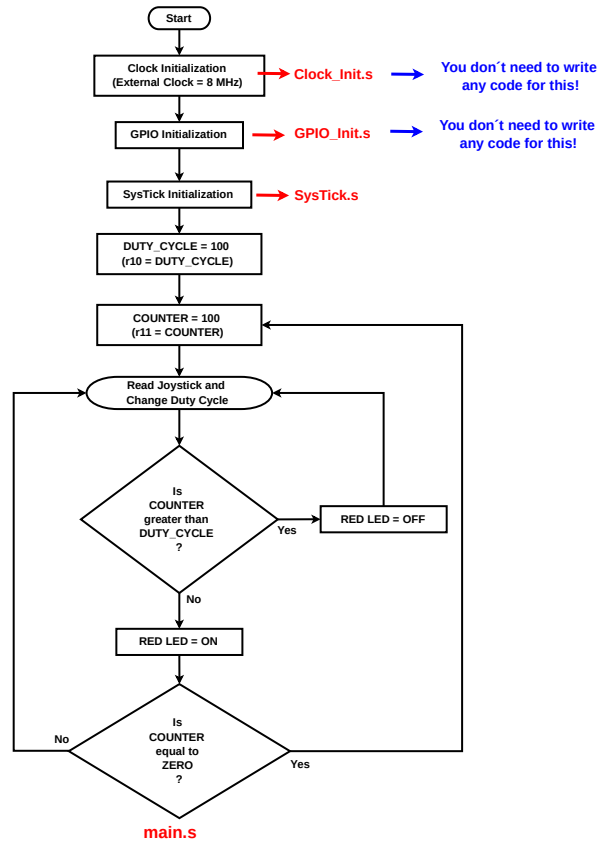 Start
Clock Initialization
(External Clock = 8 MHz)
Clock_Init.s
You don´t need to write
any code for this!
GPIO Initialization
GPIO_Init.s
You don´t need to write
any code for this!
SysTick Initialization
SysTick.s
DUTY_CYCLE = 100
(r10 = DUTY_CYCLE)
COUNTER = 100
(r11 = COUNTER)
Read Joystick and
Change Duty Cycle
Is
COUNTER
greater than
DUTY_CYCLE
?
Yes
RED LED = OFF
No
RED LED = ON
Is
COUNTER
equal to
ZERO
?
No
Yes
main.s